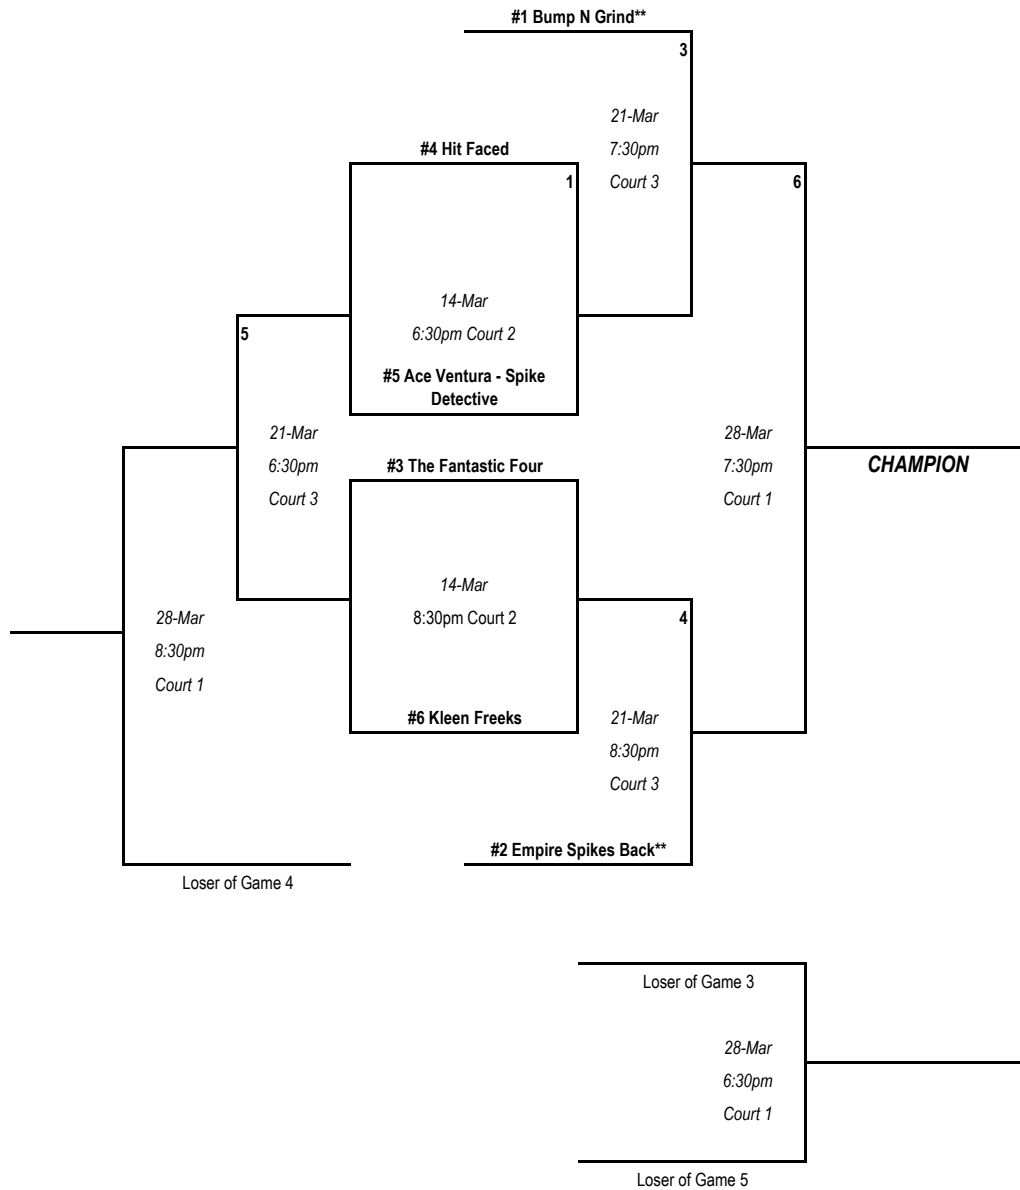 #1 Bump N Grind**
3
21-Mar
#4 Hit Faced
7:30pm
1
Court 3
6
14-Mar
5
6:30pm Court 2
#5 Ace Ventura - Spike
Detective
21-Mar
28-Mar
6:30pm
#3 The Fantastic Four
7:30pm
CHAMPION
Court 3
Court 1
14-Mar
28-Mar
8:30pm Court 2
4
8:30pm
Court 1
#6 Kleen Freeks
21-Mar
8:30pm
Court 3
#2 Empire Spikes Back**
Loser of Game 4
Loser of Game 3
28-Mar
6:30pm
Court 1
Loser of Game 5